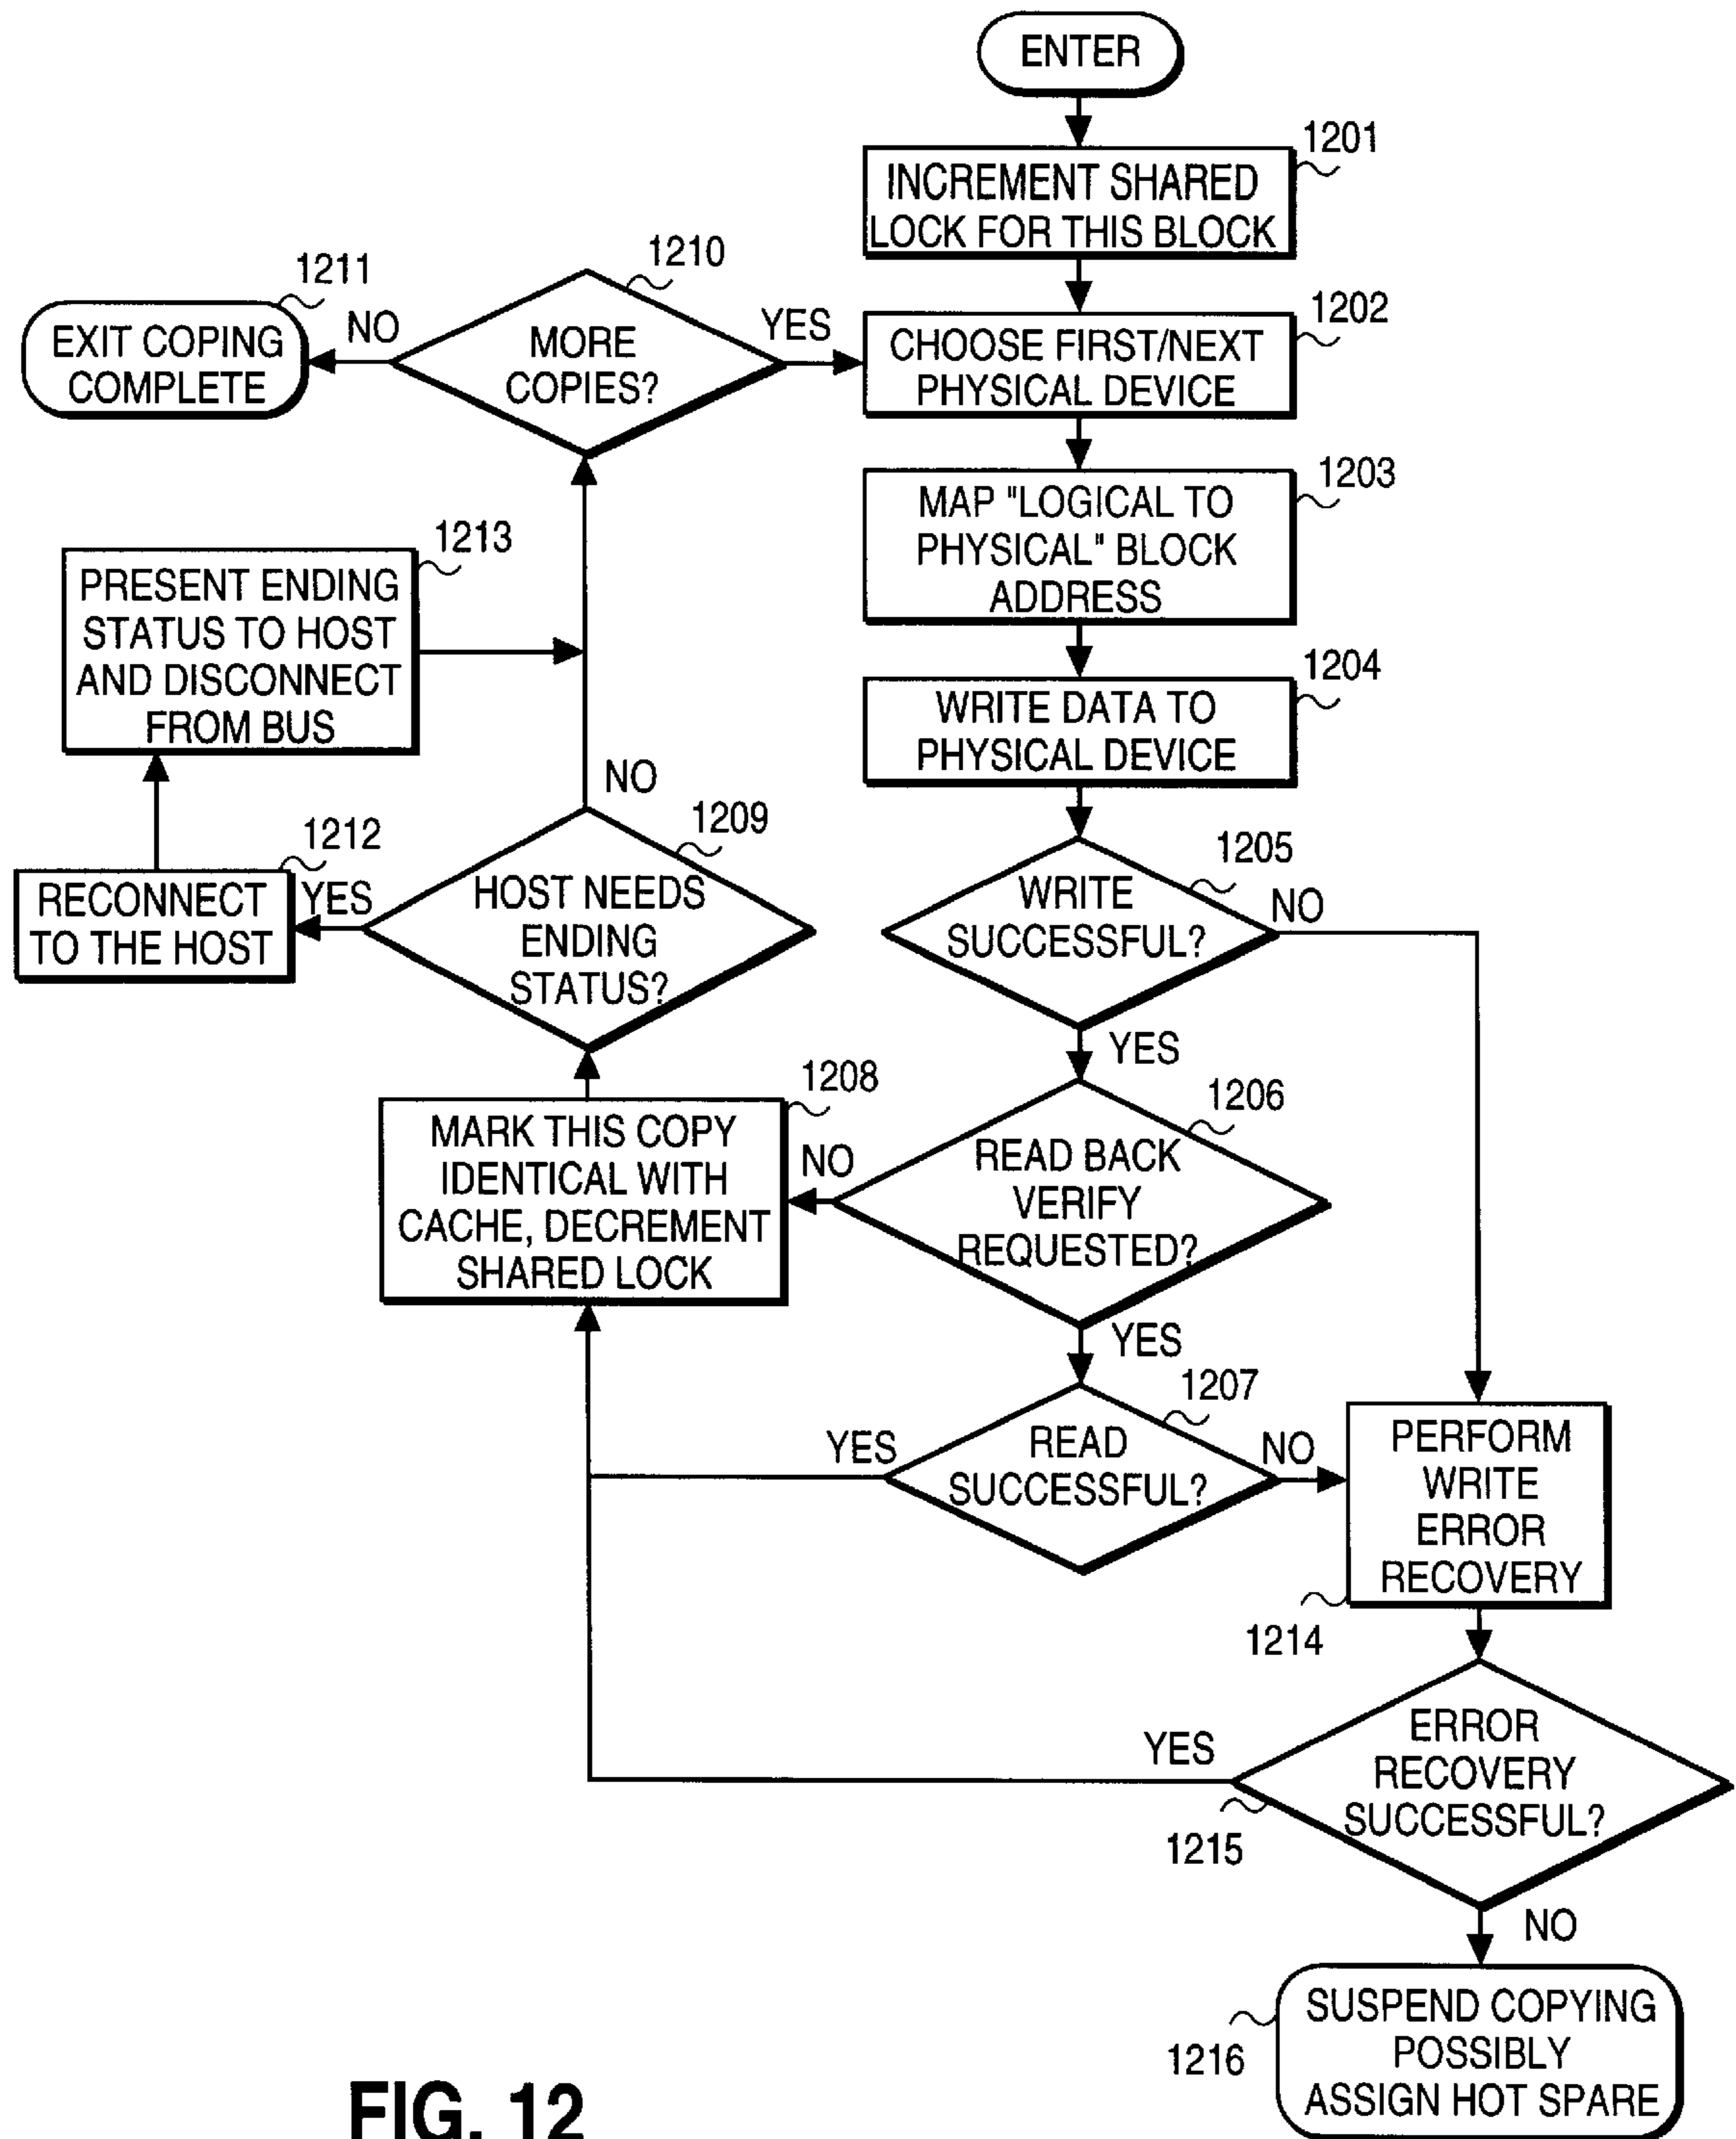 ENTER
1201
INCREMENT SHARED
LOCK FOR THIS BLOCK
1210
1211
EXIT COPING
COMPLETE
NO
MORE
COPIES?
YES
1202
CHOOSE FIRST/NEXT
PHYSICAL DEVICE
1203
MAP "LOGICAL TO
PHYSICAL" BLOCK
ADDRESS
1213
PRESENT ENDING
STATUS TO HOST
AND DISCONNECT
FROM BUS
1204
WRITE DATA TO
PHYSICAL DEVICE
NO
1209
1212
RECONNECT
TO THE HOST
YES
HOST NEEDS
ENDING
STATUS?
1205
WRITE
SUCCESSFUL?
NO
YES
1208
MARK THIS COPY
IDENTICAL WITH
CACHE, DECREMENT
SHARED LOCK
NO
1206
READ BACK
VERIFY
REQUESTED?
YES
1207
YES
READ
SUCCESSFUL?
NO
PERFORM
WRITE
ERROR
RECOVERY
1214
YES
ERROR
RECOVERY
SUCCESSFUL?
1215
NO
SUSPEND COPYING
POSSIBLY
ASSIGN HOT SPARE
1216
FIG. 12